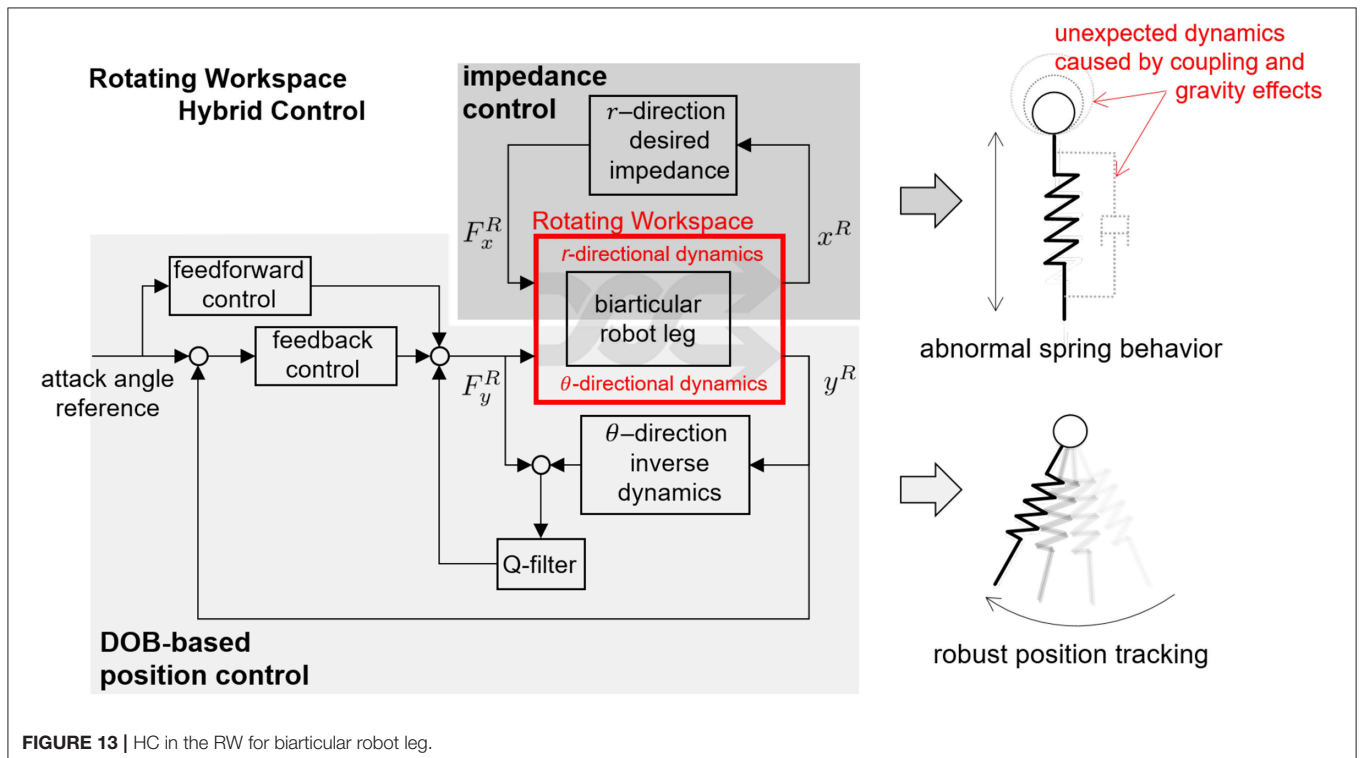 Rotating Workspace
Hybrid Control
impedance
control
r–direction
desired
impedance
F_x^R
x^R
Rotating Workspace
r-directional dynamics
biarticular
robot leg
θ-directional dynamics
feedforward
control
feedback
control
attack angle
reference
F_y^R
y^R
θ–direction
inverse
dynamics
Q-filter
DOB-based
position control
unexpected dynamics
caused by coupling and
gravity effects
abnormal spring behavior
robust position tracking
FIGURE 13 | HC in the RW for biarticular robot leg.